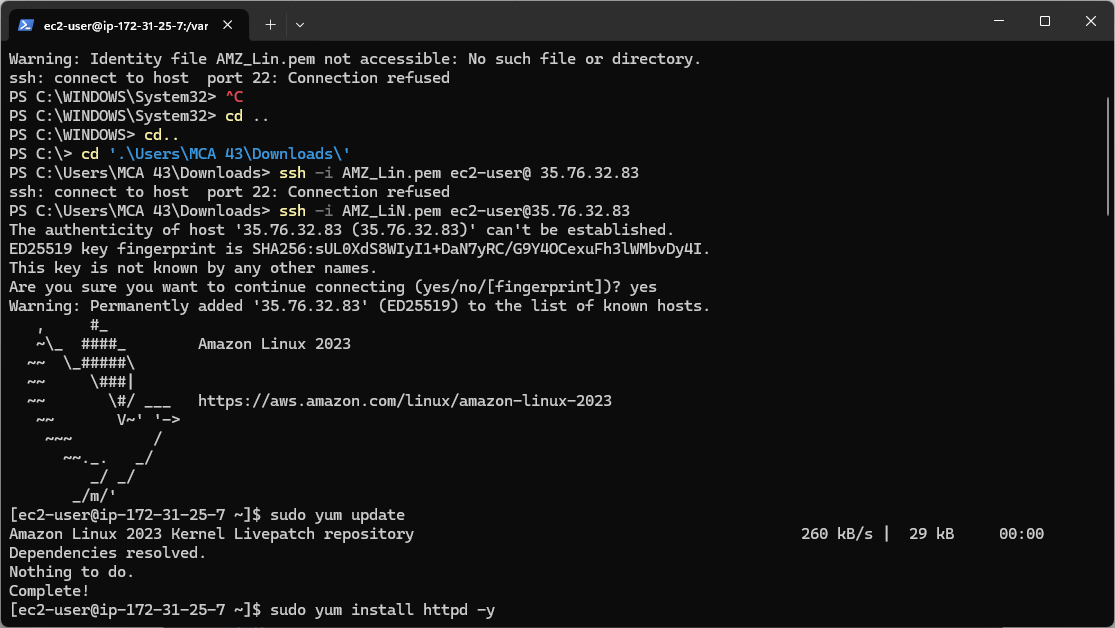 ec2-user@ip-172-31-25-7:/var
Warning: Identity file AMZ_Lin.pem not accessible: No such file or directory.
ssh: connect to host  port 22: Connection refused
PS C:\WINDOWS\System32> ^C
PS C:\WINDOWS\System32> cd ..
PS C:\WINDOWS> cd..
PS C:\> cd '.\Users\MCA 43\Downloads\'
PS C:\Users\MCA 43\Downloads> ssh -i AMZ_Lin.pem ec2-user@ 35.76.32.83
ssh: connect to host  port 22: Connection refused
PS C:\Users\MCA 43\Downloads> ssh -i AMZ_LiN.pem ec2-user@35.76.32.83
The authenticity of host '35.76.32.83 (35.76.32.83)' can't be established.
ED25519 key fingerprint is SHA256:sUL0XdS8WIyI1+DaN7yRC/G9Y4OCexuFh3lWMbvDy4I.
This key is not known by any other names.
Are you sure you want to continue connecting (yes/no/[fingerprint])? yes
Warning: Permanently added '35.76.32.83' (ED25519) to the list of known hosts.
   ,     #_
   ~\_  ####_        Amazon Linux 2023
  ~~  \_#####\
  ~~     \###|
  ~~       \#/ ___   https://aws.amazon.com/linux/amazon-linux-2023
   ~~       V~' '->
    ~~~         /
      ~~._.   _/
         _/ _/
       _/m/'
[ec2-user@ip-172-31-25-7 ~]$ sudo yum update
Amazon Linux 2023 Kernel Livepatch repository                                           260 kB/s |  29 kB     00:00
Dependencies resolved.
Nothing to do.
Complete!
[ec2-user@ip-172-31-25-7 ~]$ sudo yum install httpd -y